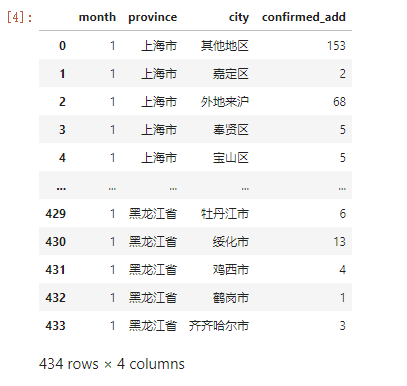 [4]: month province city confirmed_add
0 1 上海市 其他地区 153
1 1 上海市 嘉定区 2
2 1 上海市 外地来沪 68
3 1 上海市 奉贤区 5
4 1 上海市 宝山区 5
... ... ... ... ...
429 1 黑龙江省 牡丹江市 6
430 1 黑龙江省 绥化市 13
431 1 黑龙江省 鸡西市 4
432 1 黑龙江省 鹤岗市 1
433 1 黑龙江省 齐齐哈尔市 3
434 rows × 4 columns